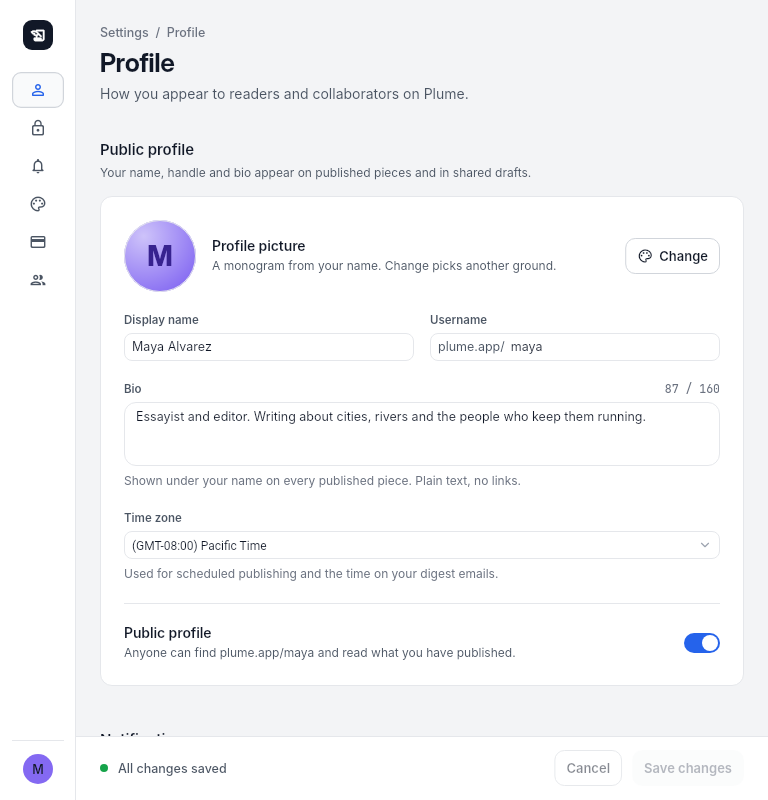 Settings / Profile
Profile
How you appear to readers and collaborators on Plume.
Public profile
Your name, handle and bio appear on published pieces and in shared drafts.
M
Profile picture
A monogram from your name. Change picks another ground.
Change
Display name
Username
Maya Alvarez
plume.app/ maya
Bio
87 / 160
Essayist and editor. Writing about cities, rivers and the people who keep them running.
Shown under your name on every published piece. Plain text, no links.
Time zone
(GMT-08:00) Pacific Time
Used for scheduled publishing and the time on your digest emails.
Public profile
Anyone can find plume.app/maya and read what you have published.
M
All changes saved
Cancel
Save changes